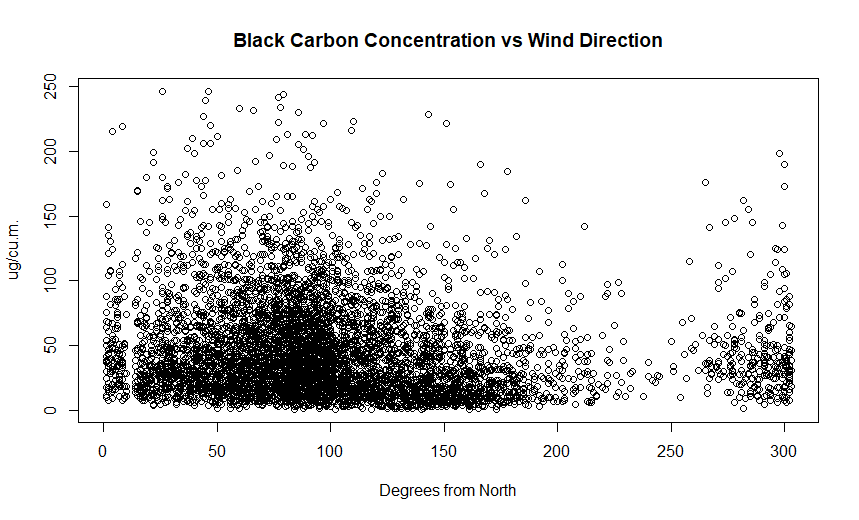 Black Carbon Concentration vs Wind Direction
250
200
150
100
50
0
ug/cu.m.
0 50 100 150 200 250 300
Degrees from North